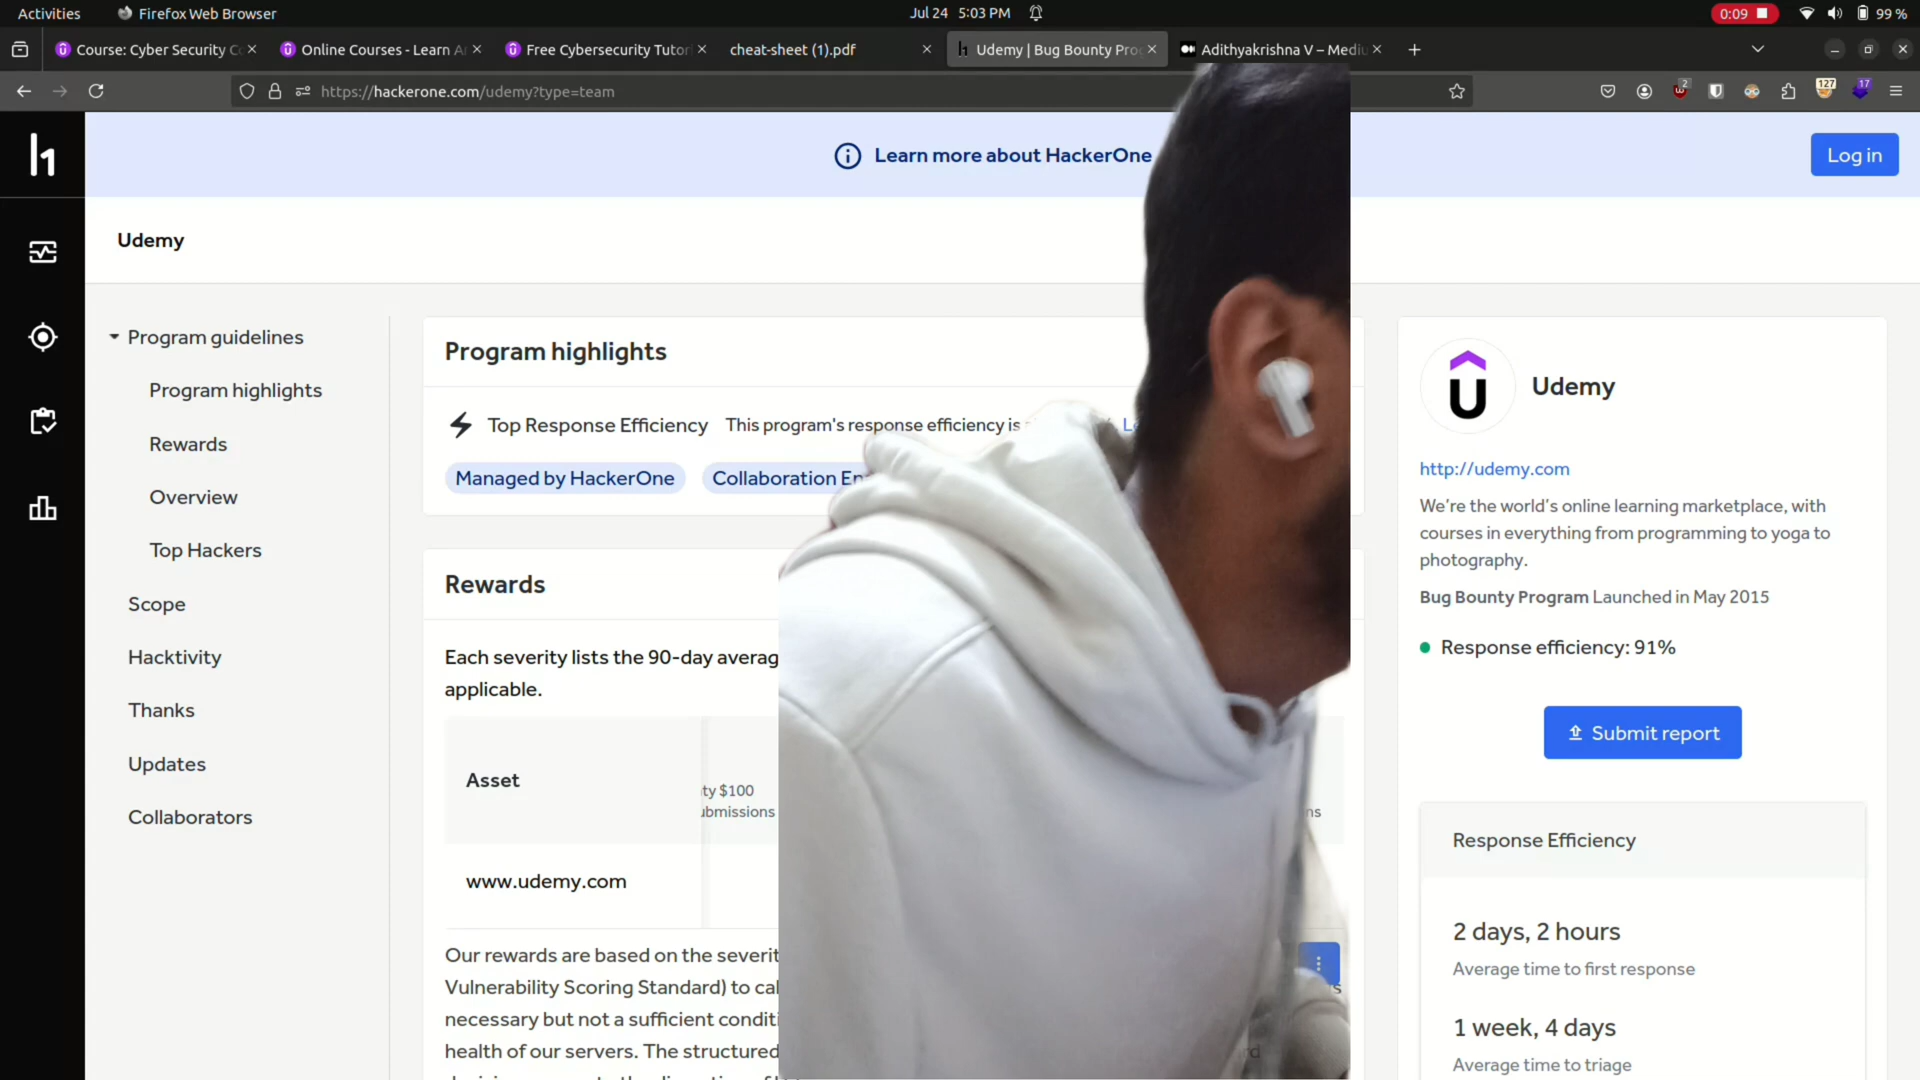 Activities
Firefox Web Browser
Jul 24 5:03 PM
0:09
99 %
Course: Cyber Security
Online Courses - Learn
Free Cybersecurity Tutor
cheat-sheet (1).pdf
Udemy | Bug Bounty Pro
Adithyakrishna V – Mediu
https://hackerone.com/udemy?type=team
2
127
17
h1
Learn more about HackerOne
Log in
Udemy
Program guidelines
Program highlights
Rewards
Overview
Top Hackers
Scope
Hacktivity
Thanks
Updates
Collaborators
Program highlights
Top Response Efficiency
This program's response efficiency is
Managed by HackerOne
Collaboration
Rewards
Each severity lists the 90-day averag
applicable.
Asset
ty $100
ubmissions
ns
www.udemy.com
Our rewards are based on the severit
Vulnerability Scoring Standard) to cal
necessary but not a sufficient conditi
health of our servers. The structured
Udemy
http://udemy.com
We’re the world’s online learning marketplace, with
courses in everything from programming to yoga to
photography.
Bug Bounty Program Launched in May 2015
Response efficiency: 91%
Submit report
Response Efficiency
2 days, 2 hours
Average time to first response
1 week, 4 days
Average time to triage